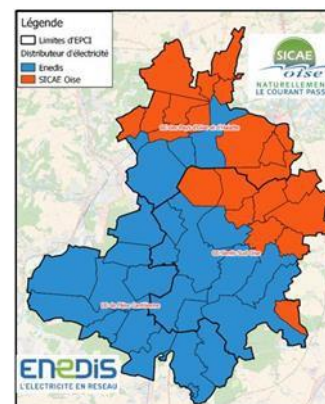 Légende
Limites d'EPCI
Distributeur d'électricité
Enedis
SICAE Oise
SICAE
oise
NATURELLEMENT
LE COURANT PASSE
ENEDIS
L'ELECTRICITE EN RESEAU